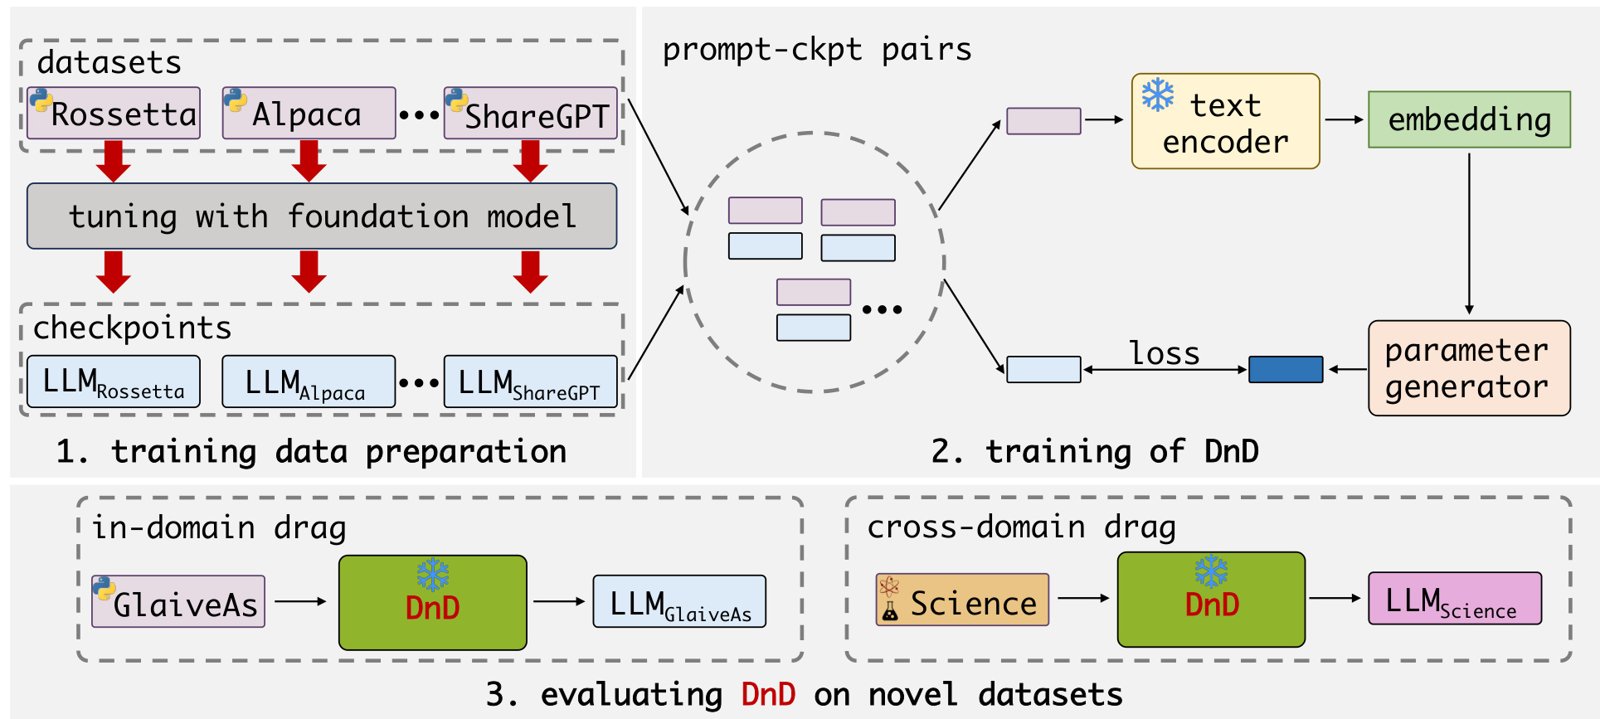 datasets
Rossetta
Alpaca
•••
ShareGPT
tuning with foundation model
checkpoints
LLMRossetta
LLMAlpaca
•••
LLMShareGPT
1. training data preparation
prompt-ckpt pairs
•••
text
encoder
embedding
parameter
generator
loss
2. training of DnD
in-domain drag
GlaiveAs
DnD
LLMGlaiveAs
cross-domain drag
Science
DnD
LLMScience
3. evaluating DnD on novel datasets